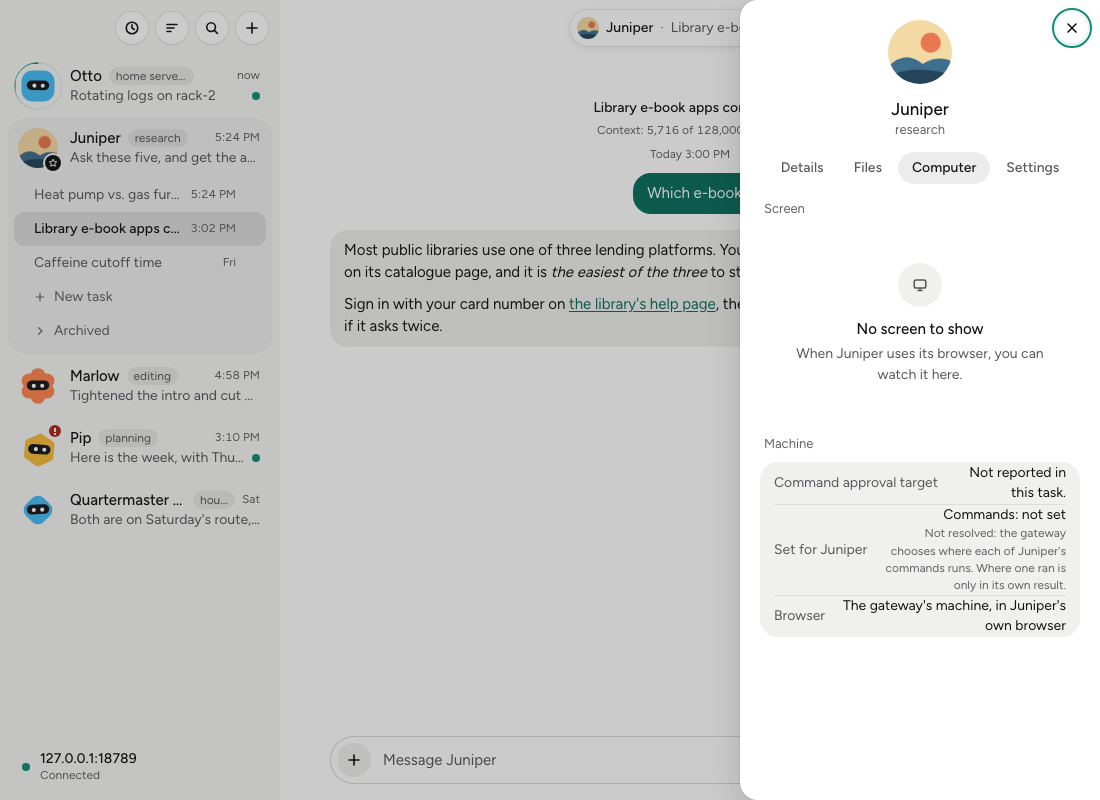 Otto
home serve...
now
Rotating logs on rack-2
Juniper
research
5:24 PM
Ask these five, and get the a...
Heat pump vs. gas fur...
5:24 PM
Library e-book apps c...
3:02 PM
Caffeine cutoff time
Fri
New task
Archived
Marlow
editing
4:58 PM
Tightened the intro and cut ...
Pip
planning
3:10 PM
Here is the week, with Thu...
Quartermaster ...
hou...
Sat
Both are on Saturday's route,...
127.0.0.1:18789
Connected
Juniper · Library e-b
Library e-book apps co
Context: 5,716 of 128,000
Today 3:00 PM
Which e-book
Most public libraries use one of three lending platforms. You
on its catalogue page, and it is the easiest of the three to st
Sign in with your card number on the library's help page, the
if it asks twice.
Message Juniper
Juniper
research
Details
Files
Computer
Settings
Screen
No screen to show
When Juniper uses its browser, you can
watch it here.
Machine
Command approval target
Not reported in
this task.
Set for Juniper
Commands: not set
Not resolved: the gateway
chooses where each of Juniper's
commands runs. Where one ran is
only in its own result.
Browser
The gateway's machine, in Juniper's
own browser